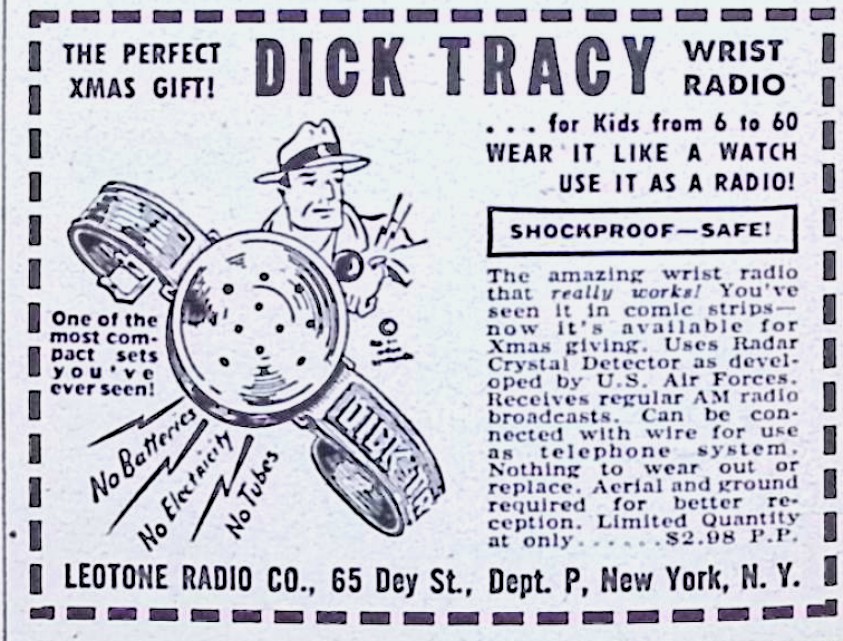 THE PERFECT
XMAS GIFT!
DICK TRACY
WRIST
RADIO
. . . for Kids from 6 to 60
WEAR IT LIKE A WATCH
USE IT AS A RADIO!
SHOCKPROOF—SAFE!
The amazing wrist radio
that really works! You've
seen it in comic strips—
now it's available for
Xmas giving. Uses Radar
Crystal Detector as devel-
oped by U.S. Air Forces.
Receives regular AM radio
broadcasts. Can be con-
nected with wire for use
as telephone system.
Nothing to wear out or
replace. Aerial and ground
required for better re-
ception. Limited Quantity
at only......$2.98 P.P.
One of the
most com-
pact sets
you've
ever seen!
No Batteries
No Electricity
No Tubes
DICK
LEOTONE RADIO CO., 65 Dey St., Dept. P, New York, N. Y.